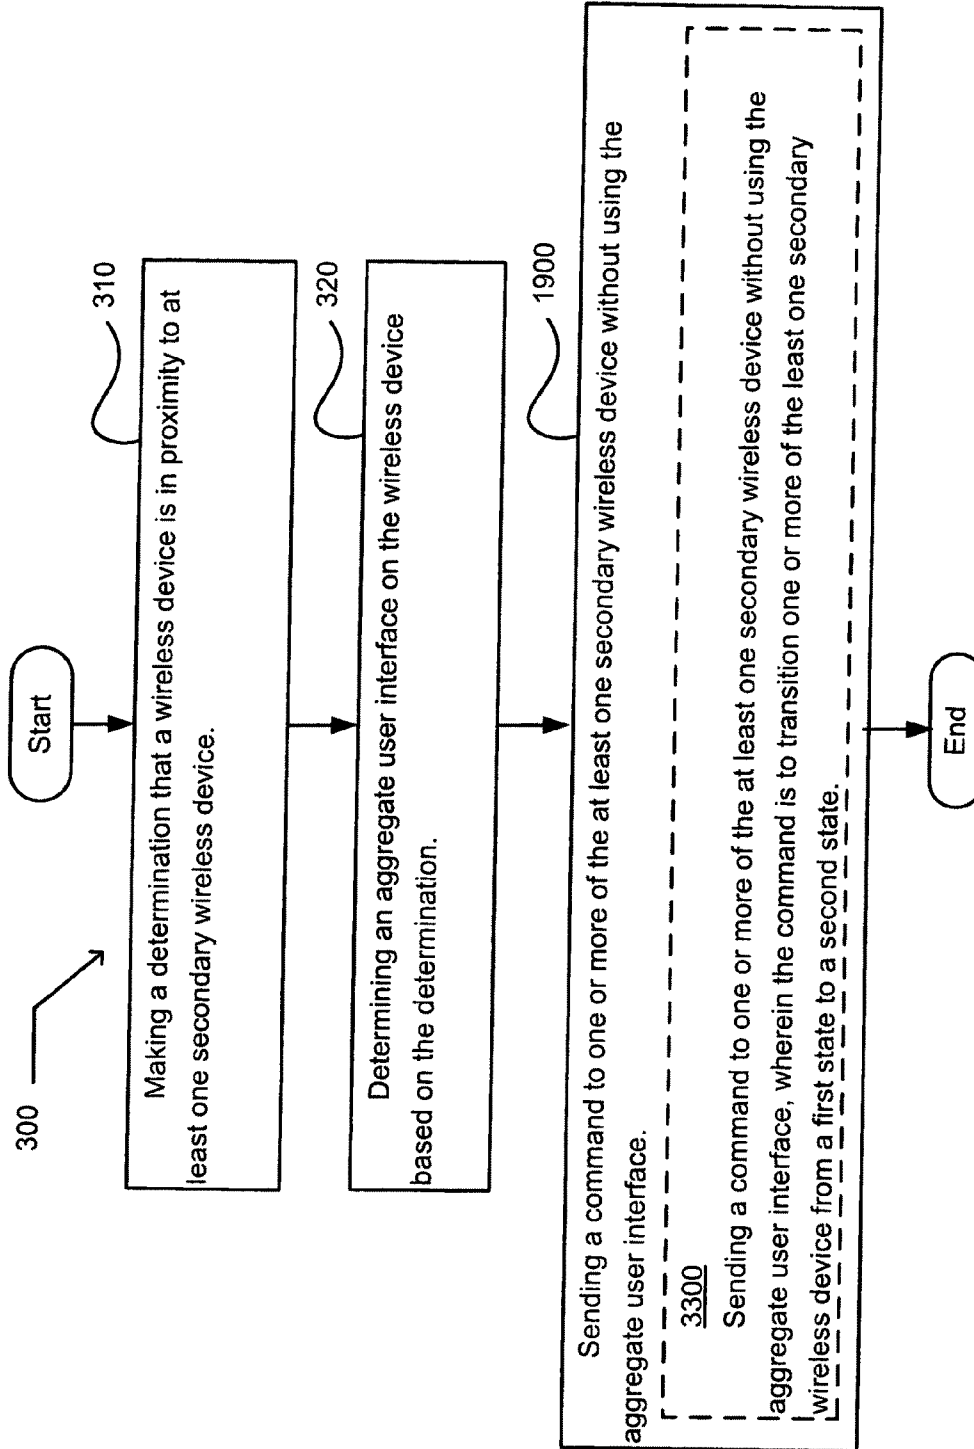 300
Start
310
Making a determination that a wireless device is in proximity to at
least one secondary wireless device.
320
Determining an aggregate user interface on the wireless device
based on the determination.
1900
Sending a command to one or more of the at least one secondary wireless device without using the
aggregate user interface.
3300
Sending a command to one or more of the at least one secondary wireless device without using the
aggregate user interface, wherein the command is to transition one or more of the least one secondary
wireless device from a first state to a second state.
End